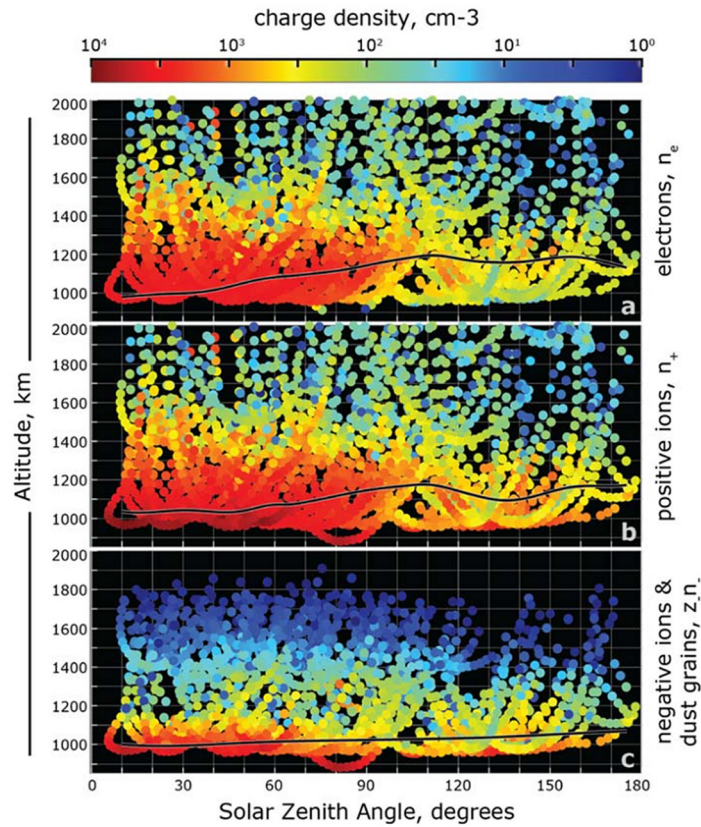 charge density, cm-3
10⁴ 10³ 10² 10¹ 10⁰
2000
1800
1600
1400
1200
1000
a
electrons, nₑ
2000
1800
1600
1400
1200
1000
b
positive ions, n₊
2000
1800
1600
1400
1200
1000
c
negative ions &
dust grains, z₋n₋
Altitude, km
0 30 60 90 120 150 180
Solar Zenith Angle, degrees